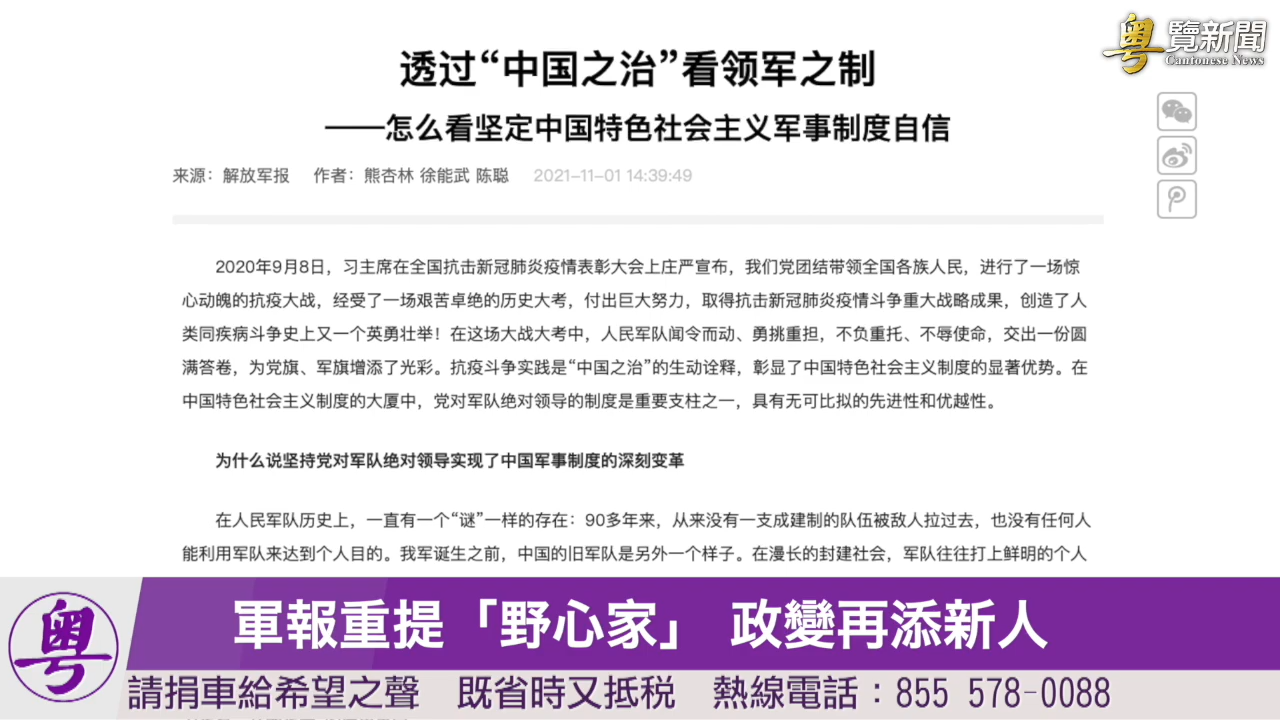 粤 覽新聞
Cantonese News
透过“中国之治”看领军之制
——怎么看坚定中国特色社会主义军事制度自信
来源：解放军报 作者：熊杏林 徐能武 陈聪 2021-11-01 14:39:49
2020年9月8日，习主席在全国抗击新冠肺炎疫情表彰大会上庄严宣布，我们党团结带领全国各族人民，进行了一场惊
心动魄的抗疫大战，经受了一场艰苦卓绝的历史大考，付出巨大努力，取得抗击新冠肺炎疫情斗争重大战略成果，创造了人
类同疾病斗争史上又一个英勇壮举！在这场大战大考中，人民军队闻令而动、勇挑重担，不负重托、不辱使命，交出一份圆
满答卷，为党旗、军旗增添了光彩。抗疫斗争实践是“中国之治”的生动诠释，彰显了中国特色社会主义制度的显著优势。在
中国特色社会主义制度的大厦中，党对军队绝对领导的制度是重要支柱之一，具有无可比拟的先进性和优越性。
为什么说坚持党对军队绝对领导实现了中国军事制度的深刻变革
在人民军队历史上，一直有一个“谜”一样的存在：90多年来，从来没有一支成建制的队伍被敌人拉过去，也没有任何人
能利用军队来达到个人目的。我军诞生之前，中国的旧军队是另外一个样子。在漫长的封建社会，军队往往打上鲜明的个人
粤
軍報重提「野心家」 政變再添新人
請捐車給希望之聲 既省時又抵税 熱線電話：855 578-0088